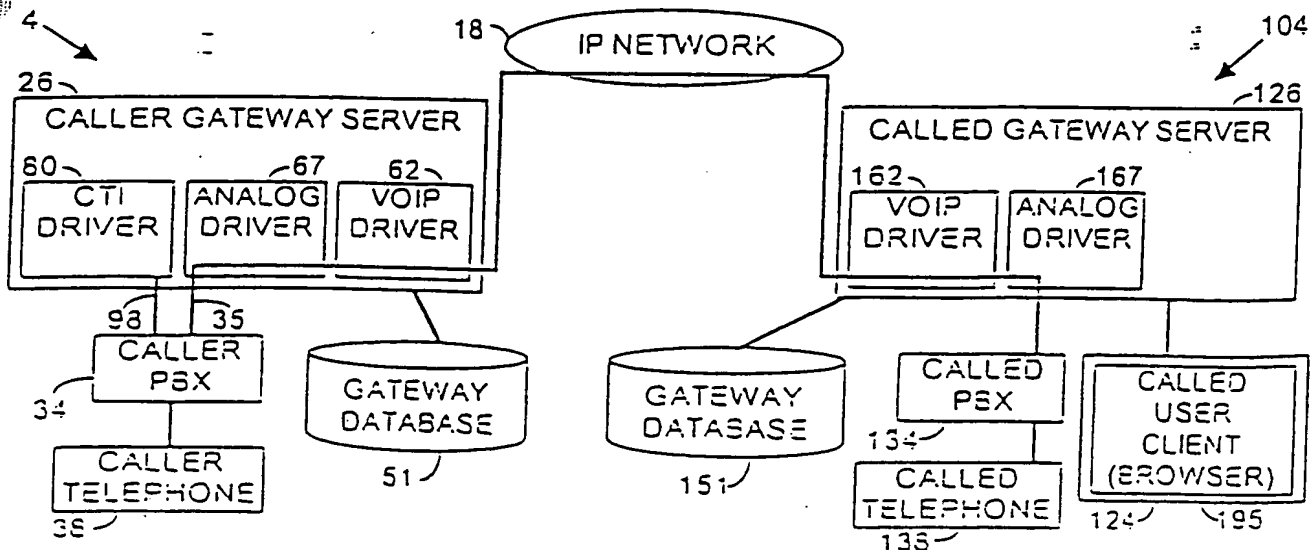 4
18
IP NETWORK
104
26
126
CALLER GATEWAY SERVER
CALLED GATEWAY SERVER
80
67
62
162
167
CTI
DRIVER
ANALOG
DRIVER
VOIP
DRIVER
VOIP
DRIVER
ANALOG
DRIVER
98
35
CALLER
PBX
34
GATEWAY
DATABASE
51
GATEWAY
DATABASE
151
CALLED
PBX
134
CALLED
USER
CLIENT
(BROWSER)
CALLER
TELEPHONE
38
CALLED
TELEPHONE
138
124
195